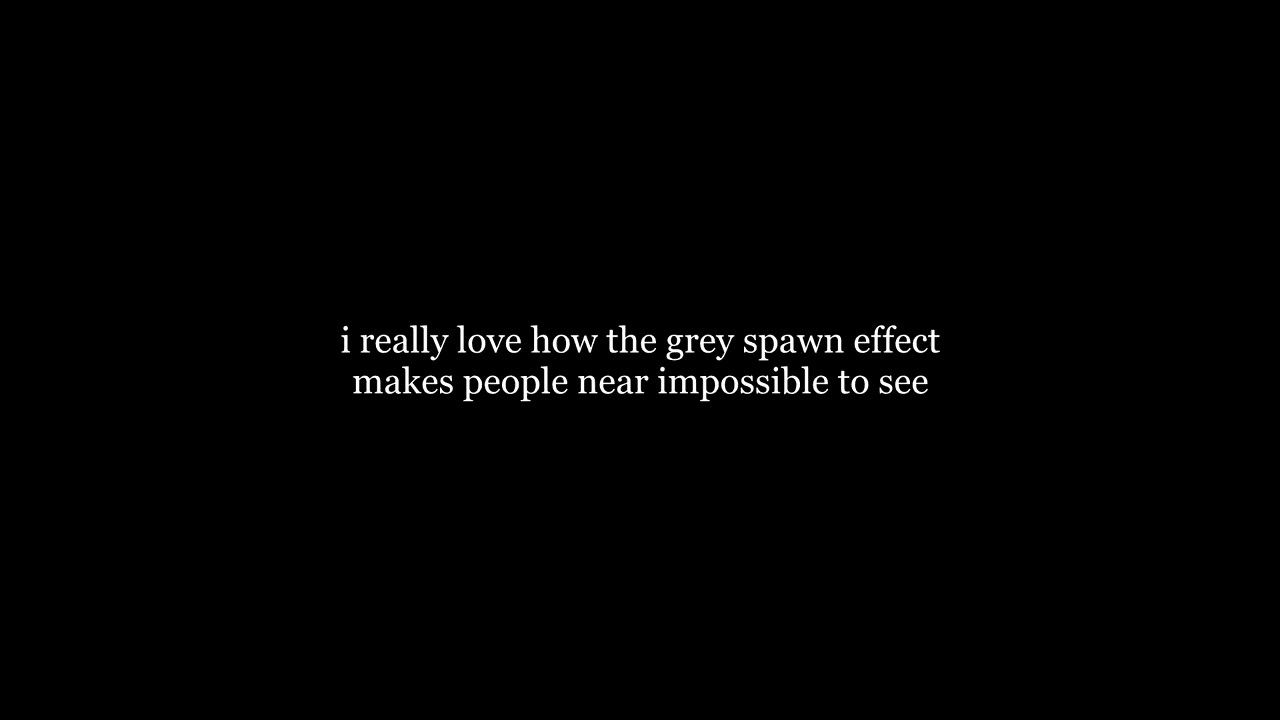 i really love how the grey spawn effect
makes people near impossible to see